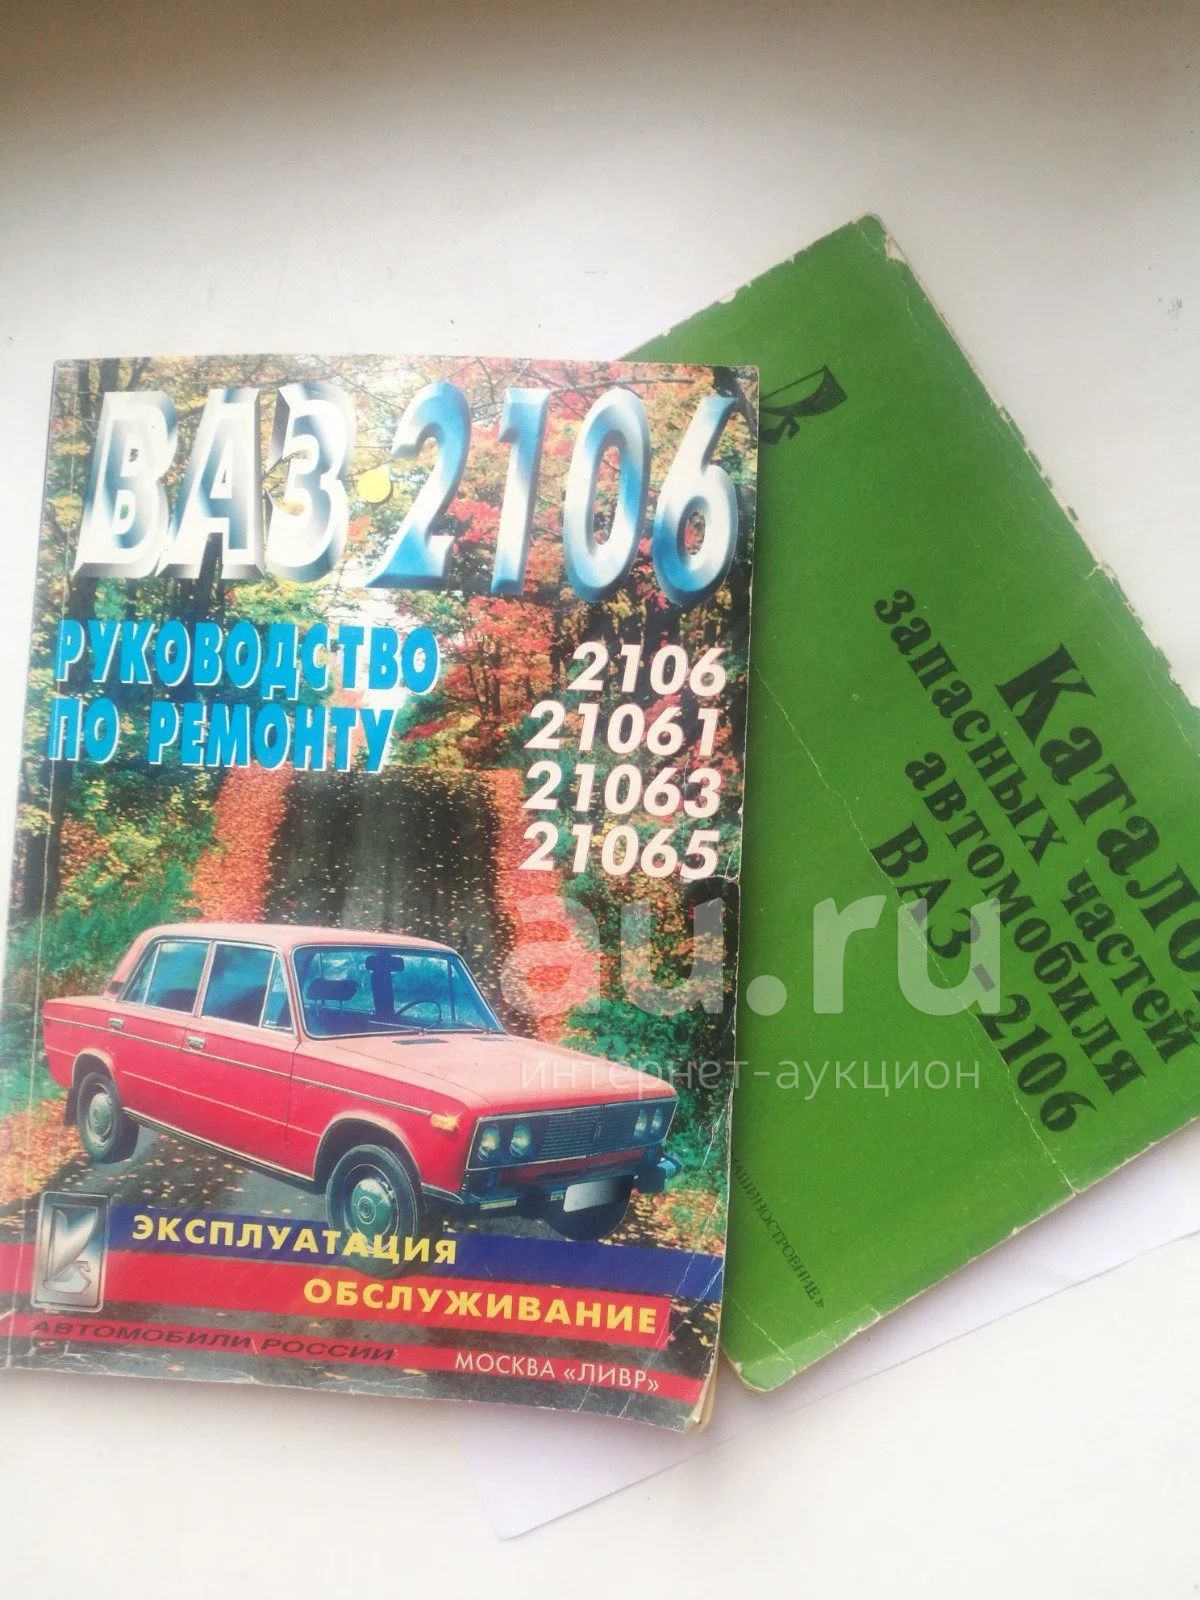 ВАЗ·2106
РУКОВОДСТВО
ПО РЕМОНТУ
2106
21061
21063
21065
ЭКСПЛУАТАЦИЯ
ОБСЛУЖИВАНИЕ
АВТОМОБИЛИ РОССИИ
МОСКВА «ЛИВР»
Катало
запасных частей
автомобиля
ВАЗ-2106
au.ru
интернет-аукцион